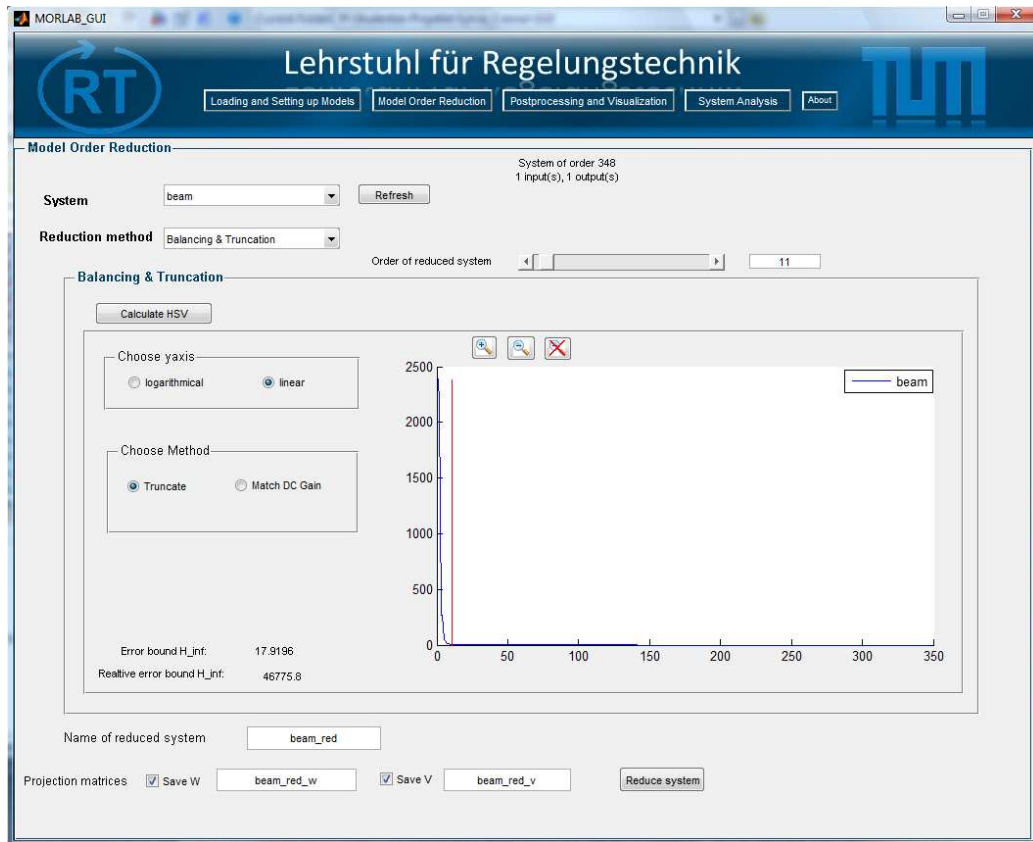 MORLAB_GUI
RT
Lehrstuhl für Regelungstechnik
TUM
Loading and Setting up Models
Model Order Reduction
Postprocessing and Visualization
System Analysis
About
Model Order Reduction
System of order 348
1 input(s), 1 output(s)
System
beam
Refresh
Reduction method
Balancing & Truncation
Order of reduced system
11
Balancing & Truncation
Calculate HSV
Choose yaxis
logarithmical
linear
Choose Method
Truncate
Match DC Gain
2500
2000
1500
1000
500
0
0
50
100
150
200
250
300
350
beam
Error bound H_inf:
17.9196
Realtive error bound H_inf:
46775.8
Name of reduced system
beam_red
Projection matrices
Save W
beam_red_w
Save V
beam_red_v
Reduce system